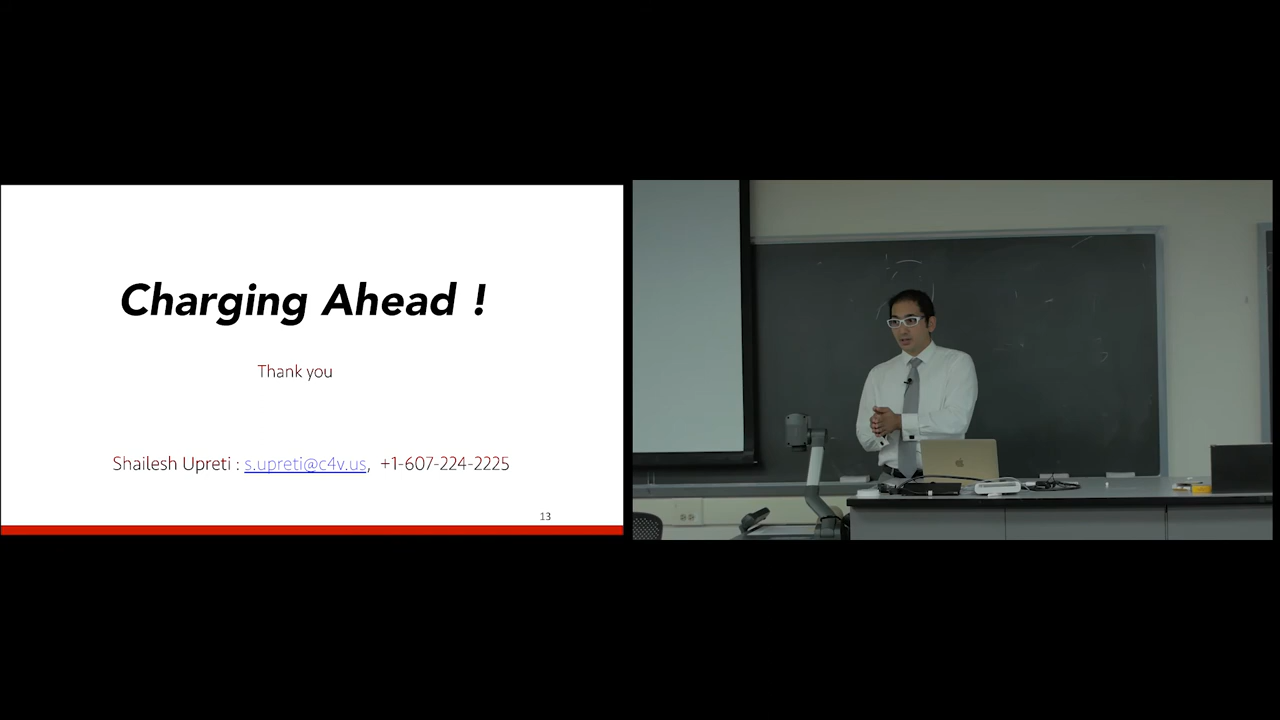 Charging Ahead !
Thank you
Shailesh Upreti : s.upreti@c4v.us, +1-607-224-2225
13